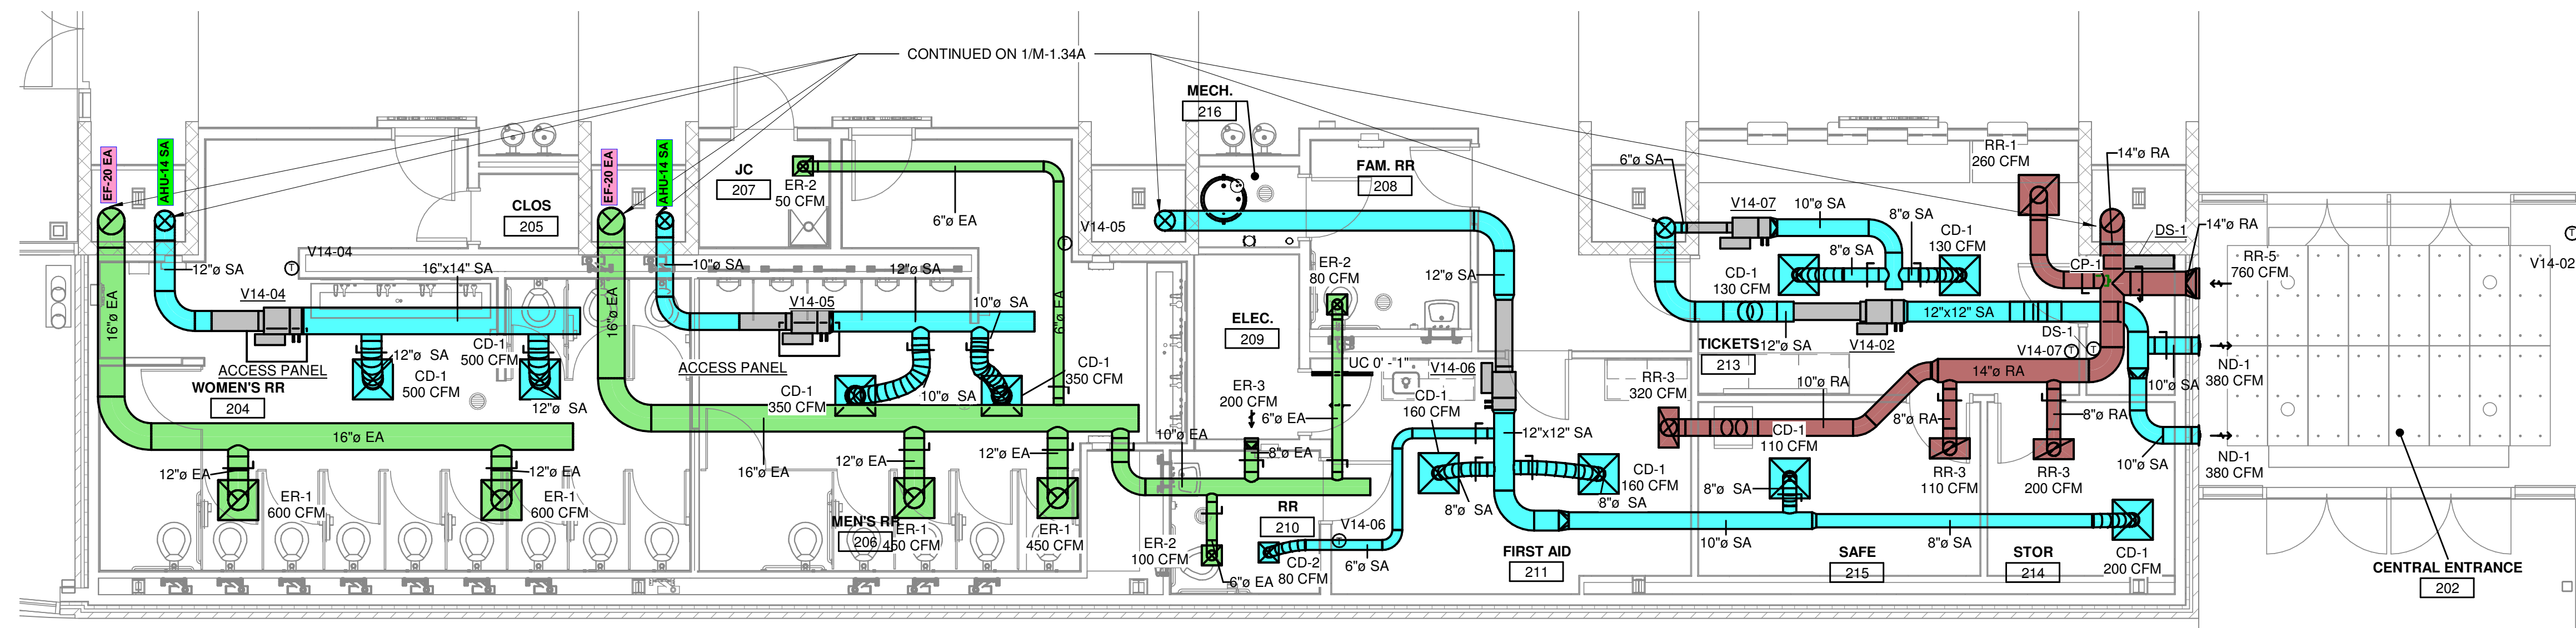 CONTINUED ON 1/M-1.34A
EF-20 EA
AHU-14 SA
EF-20 EA
AHU-14 SA
CLOS
205
JC
207
ER-2
50 CFM
6"ø EA
6"ø EA
V14-05
MECH.
216
FAM. RR
208
6"ø SA
V14-07
10"ø SA
8"ø SA
8"ø SA
CD-1
130 CFM
CD-1
130 CFM
RR-1
260 CFM
14"ø RA
DS-1
14"ø RA
CP-1
RR-5
760 CFM
V14-02
T
12"ø SA
V14-04
T
16"x14" SA
V14-04
16"ø EA
ACCESS PANEL
12"ø SA
CD-1
500 CFM
CD-1
500 CFM
12"ø SA
WOMEN'S RR
204
16"ø EA
12"ø EA
12"ø EA
ER-1
600 CFM
ER-1
600 CFM
10"ø SA
16"ø EA
12"ø SA
V14-05
10"ø SA
ACCESS PANEL
CD-1
350 CFM
10"ø SA
CD-1
350 CFM
T
16"ø EA
12"ø EA
12"ø EA
MEN'S RR
206
ER-1
450 CFM
ER-1
450 CFM
10"ø EA
ER-2
100 CFM
6"ø EA
ELEC.
209
ER-2
80 CFM
ER-3
200 CFM
6"ø EA
8"ø EA
UC 0' - 1"
RR
210
CD-2
80 CFM
V14-06
T
6"ø SA
12"ø SA
V14-06
CD-1
160 CFM
12"x12" SA
CD-1
160 CFM
8"ø SA
8"ø SA
FIRST AID
211
12"x12" SA
12"ø SA
V14-02
TICKETS
213
DS-1
V14-07
T
T
RR-3
320 CFM
10"ø RA
14"ø RA
8"ø RA
8"ø RA
RR-3
110 CFM
RR-3
200 CFM
CD-1
110 CFM
8"ø SA
10"ø SA
8"ø SA
SAFE
215
STOR
214
CD-1
200 CFM
10"ø SA
10"ø SA
ND-1
380 CFM
ND-1
380 CFM
CENTRAL ENTRANCE
202